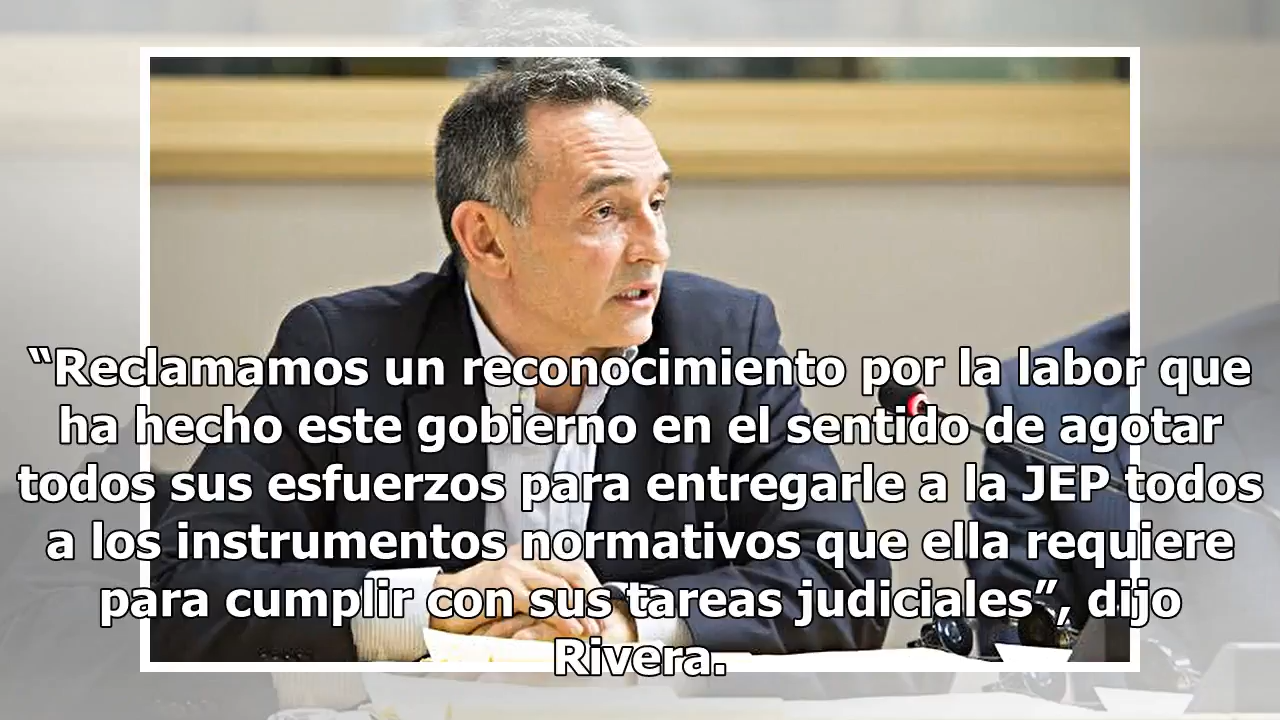 “Reclamamos un reconocimiento por la labor que
ha hecho este gobierno en el sentido de agotar
todos sus esfuerzos para entregarle a la JEP todos
a los instrumentos normativos que ella requiere
para cumplir con sus tareas judiciales”, dijo
Rivera.